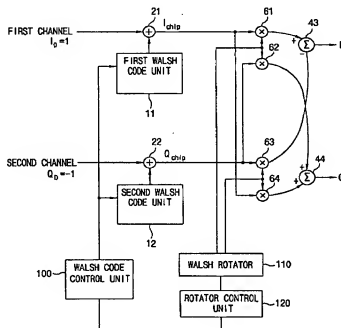 21
61
43
FIRST CHANNEL
I_D=1
I_chip
+
-
I
62
FIRST WALSH
CODE UNIT
11
22
63
SECOND CHANNEL
Q_D=-1
Q_chip
+
44
+
64
SECOND WALSH
CODE UNIT
12
100
WALSH CODE
CONTROL UNIT
WALSH ROTATOR
110
ROTATOR CONTROL
UNIT
120